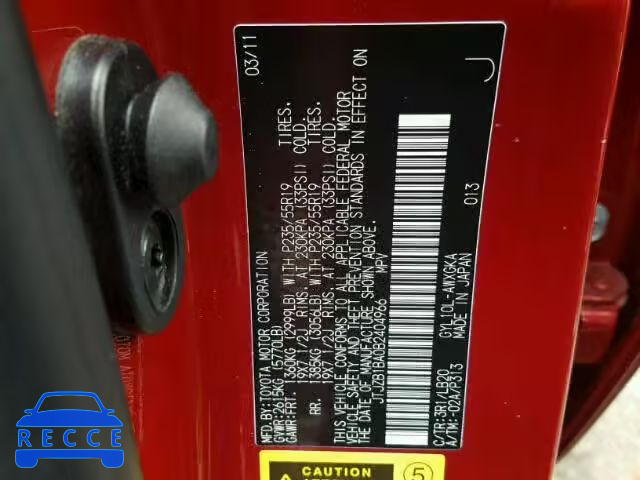 MFD. BY: TOYOTA MOTOR CORPORATION 03/11
GVWR: 2615KG (5770LB)
GAWR: FRT. 1360KG (2999LB) WITH P235/55R19 TIRES.
19X7 1/2J RIMS, AT 230KPA (33PSI) COLD.
RR. 1385KG (3056LB) WITH P235/55R19 TIRES.
19X7 1/2J RIMS, AT 230KPA (33PSI) COLD.
THIS VEHICLE CONFORMS TO ALL APPLICABLE FEDERAL MOTOR
VEHICLE SAFETY AND THEFT PREVENTION STANDARDS IN EFFECT ON
THE DATE OF MANUFACTURE SHOWN ABOVE.
JTJZB1BA0B2404966 MPV
013
C/TR: 3R1/LB20 GYL10L-AWXGKA
A/TM: -02A/P313 MADE IN JAPAN
J
CAUTION
5
RECCE